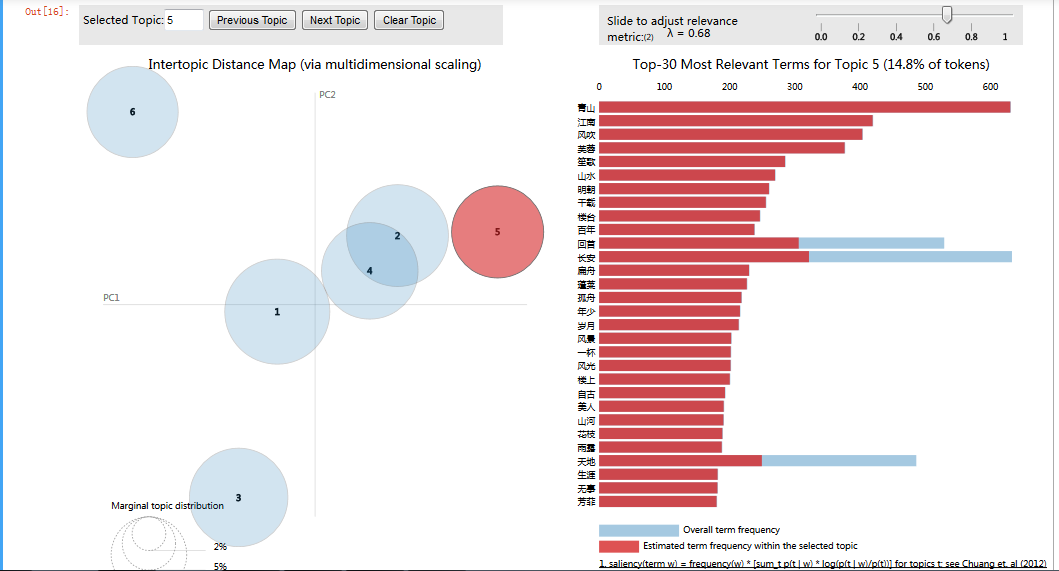 Out[16]:
Selected Topic: 5 Previous Topic Next Topic Clear Topic
Slide to adjust relevance
metric:(2) λ = 0.68
0.0 0.2 0.4 0.6 0.8 1
Intertopic Distance Map (via multidimensional scaling)
PC2
PC1
6
2
5
4
1
3
Marginal topic distribution
2%
5%
Top-30 Most Relevant Terms for Topic 5 (14.8% of tokens)
0 100 200 300 400 500 600
青山
江南
风吹
芙蓉
笙歌
山水
明朝
千载
楼台
百年
回首
长安
扁舟
蓬莱
孤舟
年少
岁月
风景
一杯
风光
楼上
自古
美人
山河
花枝
雨露
天地
生涯
无事
芳菲
Overall term frequency
Estimated term frequency within the selected topic
1. saliency(term w) = frequency(w) * [sum_t p(t | w) * log(p(t | w)/p(t))] for topics t; see Chuang et. al (2012)